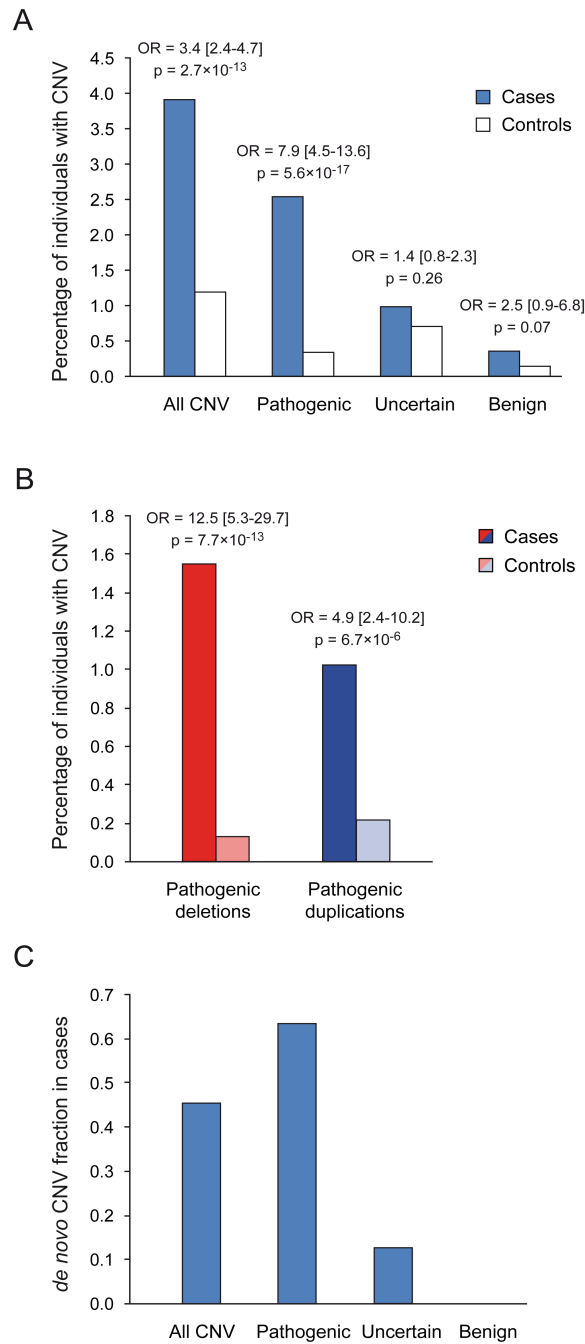 A
OR = 3.4 [2.4-4.7]
p = 2.7×10-13
4.5
4.0
3.5
3.0
2.5
2.0
1.5
1.0
0.5
0.0
Percentage of individuals with CNV
Cases
Controls
OR = 7.9 [4.5-13.6]
p = 5.6×10-17
OR = 1.4 [0.8-2.3]
p = 0.26
OR = 2.5 [0.9-6.8]
p = 0.07
All CNV
Pathogenic
Uncertain
Benign
B
OR = 12.5 [5.3-29.7]
p = 7.7×10-13
1.8
1.6
1.4
1.2
1.0
0.8
0.6
0.4
0.2
0.0
Percentage of individuals with CNV
Cases
Controls
OR = 4.9 [2.4-10.2]
p = 6.7×10-6
Pathogenic
deletions
Pathogenic
duplications
C
0.7
0.6
0.5
0.4
0.3
0.2
0.1
0.0
de novo CNV fraction in cases
All CNV
Pathogenic
Uncertain
Benign